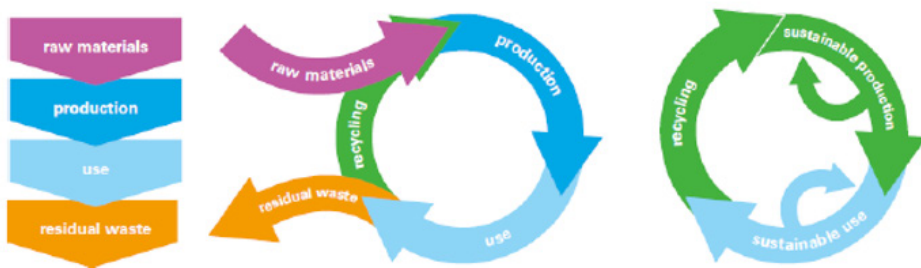 raw materials
production
use
residual waste
raw materials
production
recycling
residual waste
use
sustainable production
recycling
sustainable use